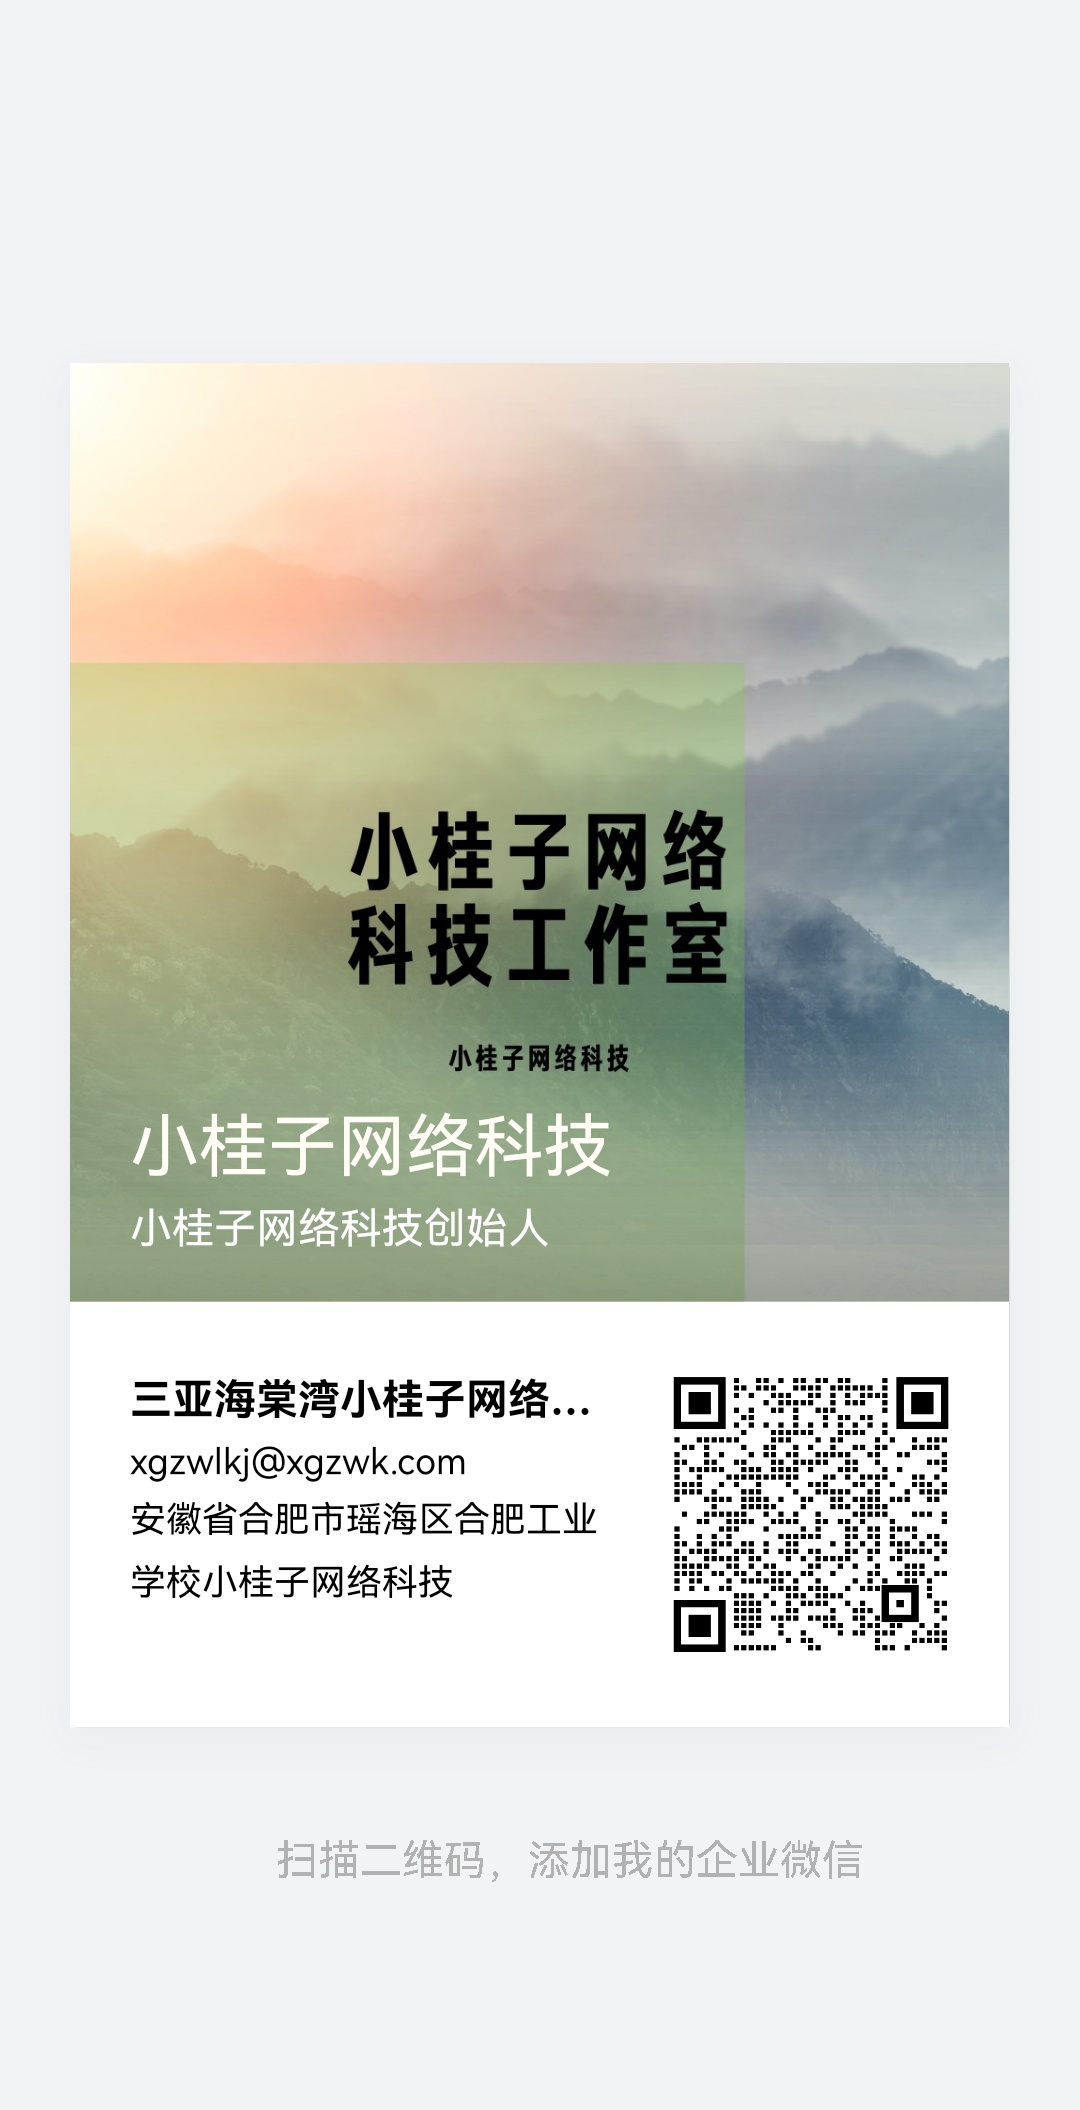 小桂子网络
科技工作室
小桂子网络科技
小桂子网络科技
小桂子网络科技创始人
三亚海棠湾小桂子网络...
xgzwlkj@xgzwk.com
安徽省合肥市瑶海区合肥工业
学校小桂子网络科技
扫描二维码，添加我的企业微信